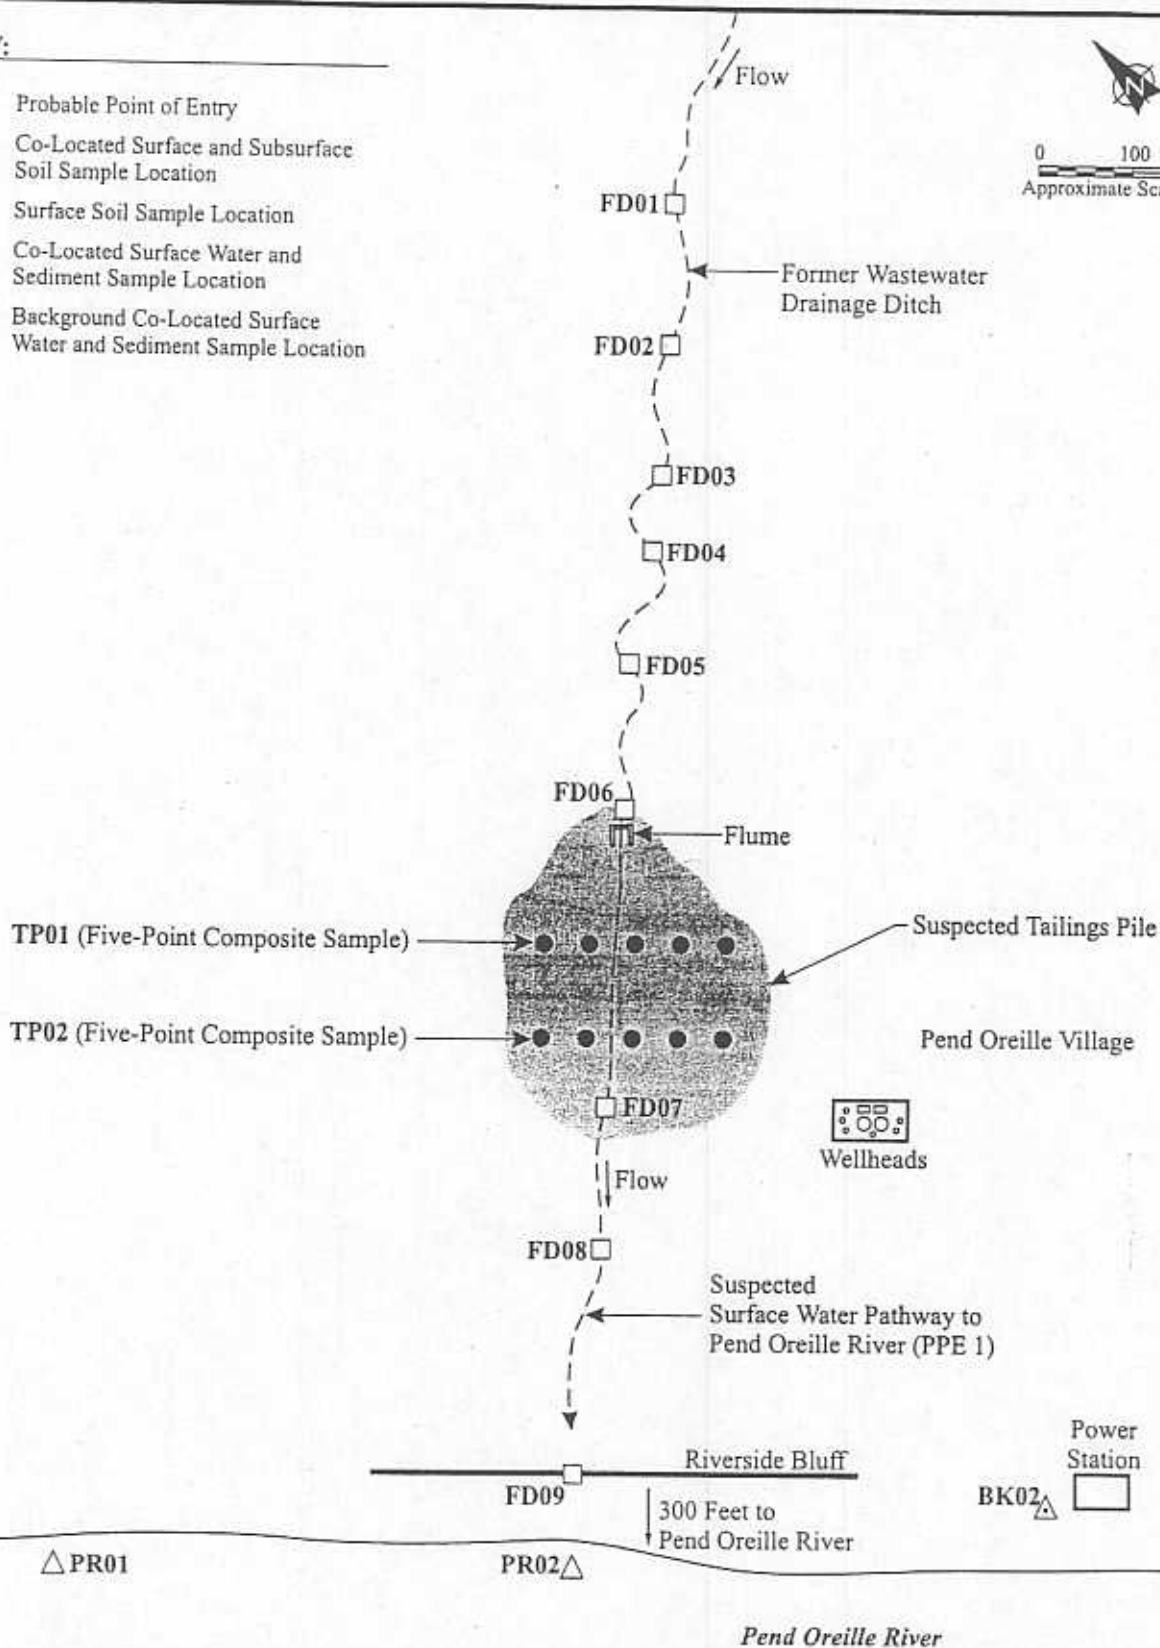 Probable Point of Entry
Co-Located Surface and Subsurface
Soil Sample Location
Surface Soil Sample Location
Co-Located Surface Water and
Sediment Sample Location
Background Co-Located Surface
Water and Sediment Sample Location
Flow
N
0 100
Approximate Sca
FD01
Former Wastewater
Drainage Ditch
FD02
FD03
FD04
FD05
FD06
Flume
TP01 (Five-Point Composite Sample)
Suspected Tailings Pile
TP02 (Five-Point Composite Sample)
Pend Oreille Village
FD07
Wellheads
Flow
FD08
Suspected
Surface Water Pathway to
Pend Oreille River (PPE 1)
Power
Station
Riverside Bluff
FD09
BK02
300 Feet to
Pend Oreille River
PR01
PR02
Pend Oreille River